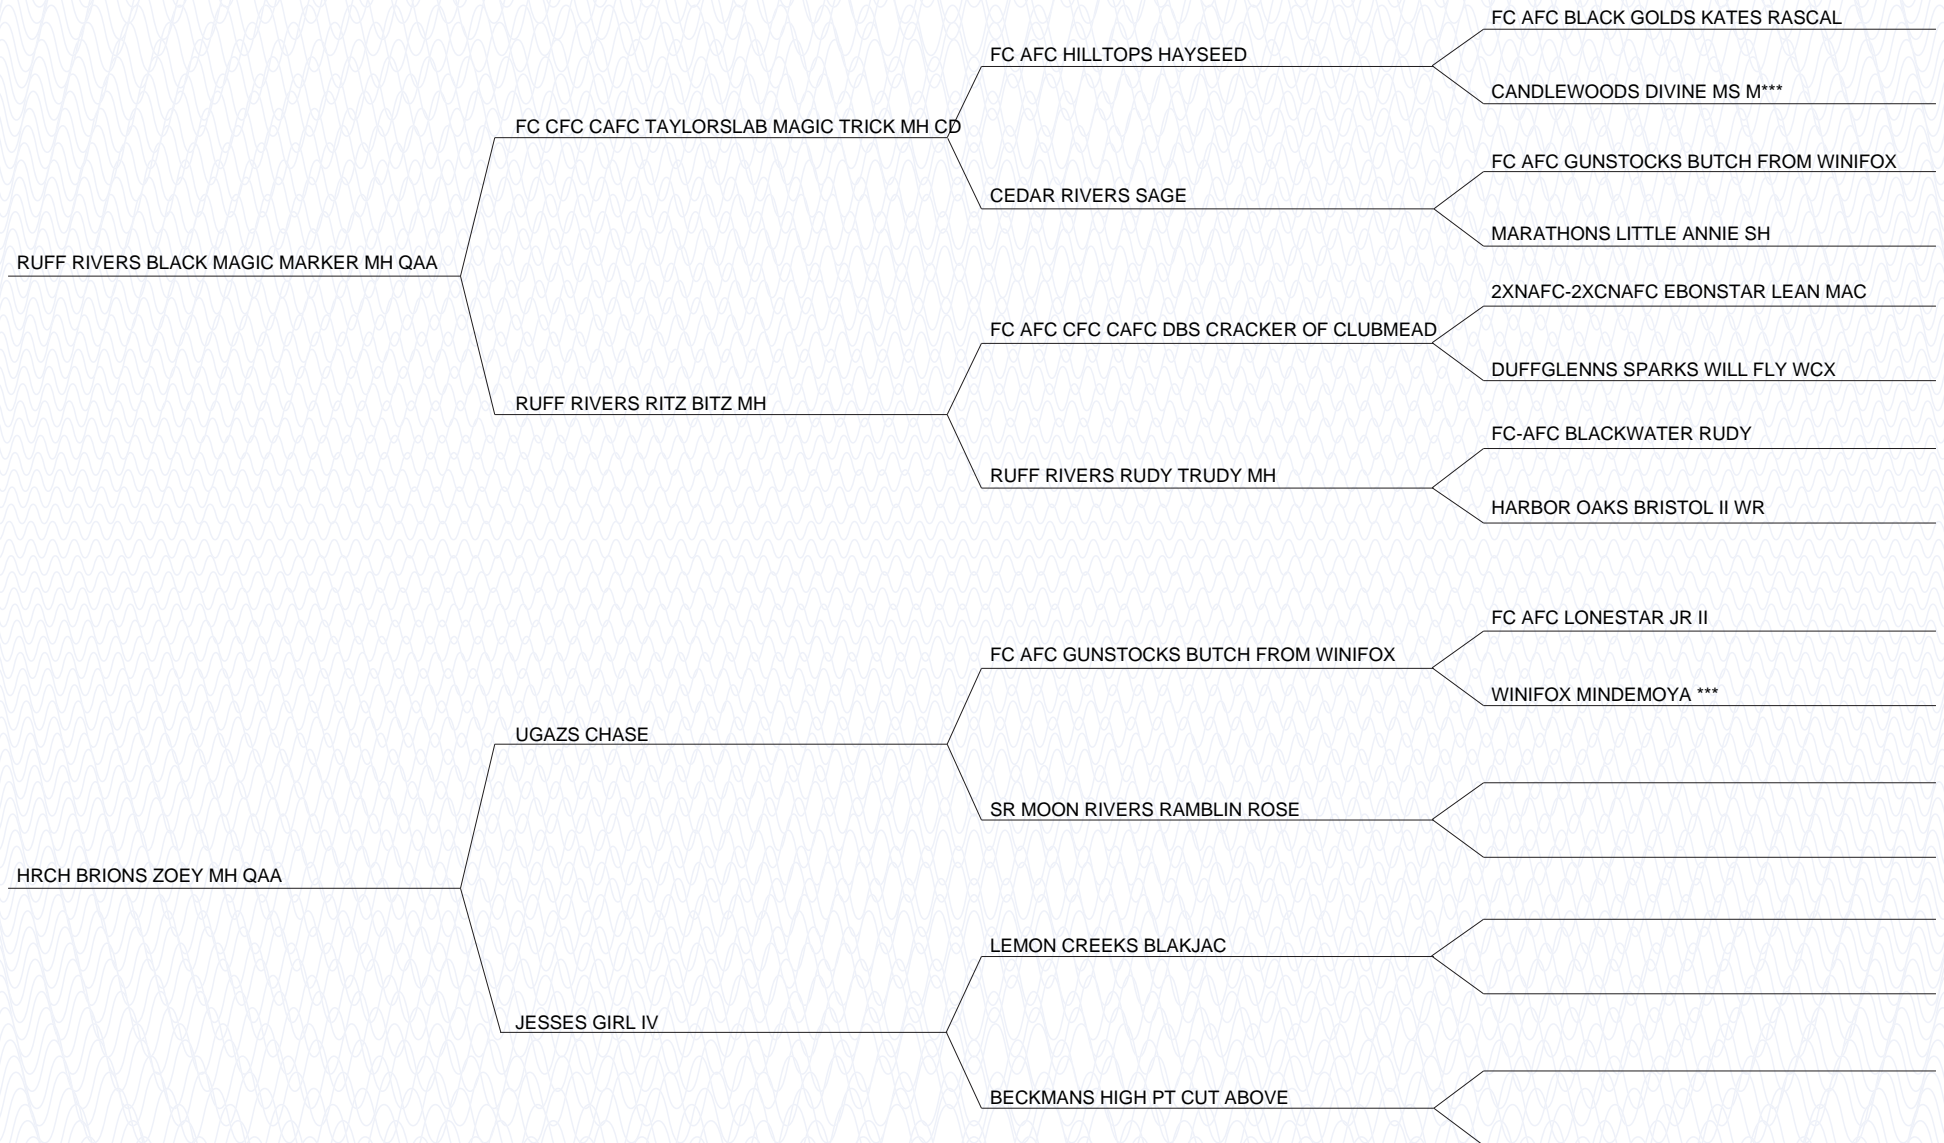 FC AFC BLACK GOLDS KATES RASCAL
FC AFC HILLTOPS HAYSEED
CANDLEWOODS DIVINE MS M***
FC CFC CAFC TAYLORSLAB MAGIC TRICK MH CD
FC AFC GUNSTOCKS BUTCH FROM WINIFOX
CEDAR RIVERS SAGE
MARATHONS LITTLE ANNIE SH
RUFF RIVERS BLACK MAGIC MARKER MH QAA
2XNAFC-2XCNAFC EBONSTAR LEAN MAC
FC AFC CFC CAFC DBS CRACKER OF CLUBMEAD
DUFFGLENNS SPARKS WILL FLY WCX
RUFF RIVERS RITZ BITZ MH
FC-AFC BLACKWATER RUDY
RUFF RIVERS RUDY TRUDY MH
HARBOR OAKS BRISTOL II WR
FC AFC LONESTAR JR II
FC AFC GUNSTOCKS BUTCH FROM WINIFOX
WINIFOX MINDEMOYA ***
UGAZS CHASE
SR MOON RIVERS RAMBLIN ROSE
HRCH BRIONS ZOEY MH QAA
LEMON CREEKS BLAKJAC
JESSES GIRL IV
BECKMANS HIGH PT CUT ABOVE